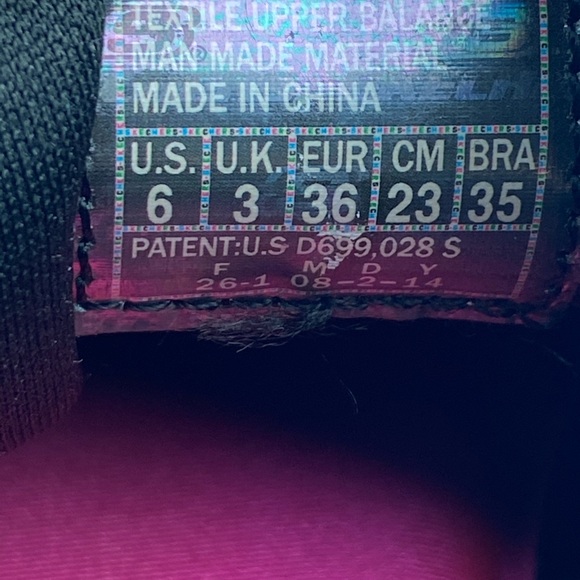 TEXTILE UPPER BALANCE
MAN MADE MATERIAL
MADE IN CHINA
U.S. U.K. EUR CM BRA
6 3 36 23 35
PATENT:U.S D699,028 S
F M D Y
26-1 08-2-14